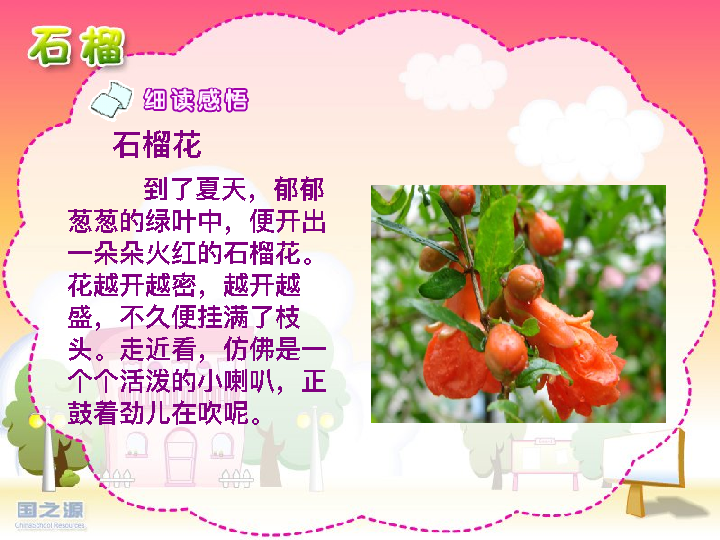 石榴
细读感悟
石榴花
到了夏天，郁郁
葱葱的绿叶中，便开出
一朵朵火红的石榴花。
花越开越密，越开越
盛，不久便挂满了枝
头。走近看，仿佛是一
个个活泼的小喇叭，正
鼓着劲儿在吹呢。
国之源
ChinaSchool Resources